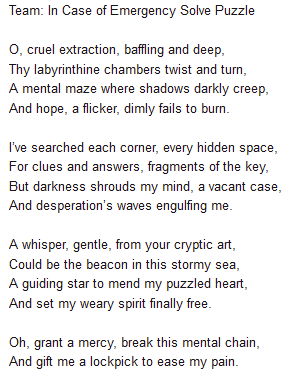 Team: In Case of Emergency Solve Puzzle
O, cruel extraction, baffling and deep,
Thy labyrinthine chambers twist and turn,
A mental maze where shadows darkly creep,
And hope, a flicker, dimly fails to burn.
I've searched each corner, every hidden space,
For clues and answers, fragments of the key,
But darkness shrouds my mind, a vacant case,
And desperation's waves engulfing me.
A whisper, gentle, from your cryptic art,
Could be the beacon in this stormy sea,
A guiding star to mend my puzzled heart,
And set my weary spirit finally free.
Oh, grant a mercy, break this mental chain,
And gift me a lockpick to ease my pain.